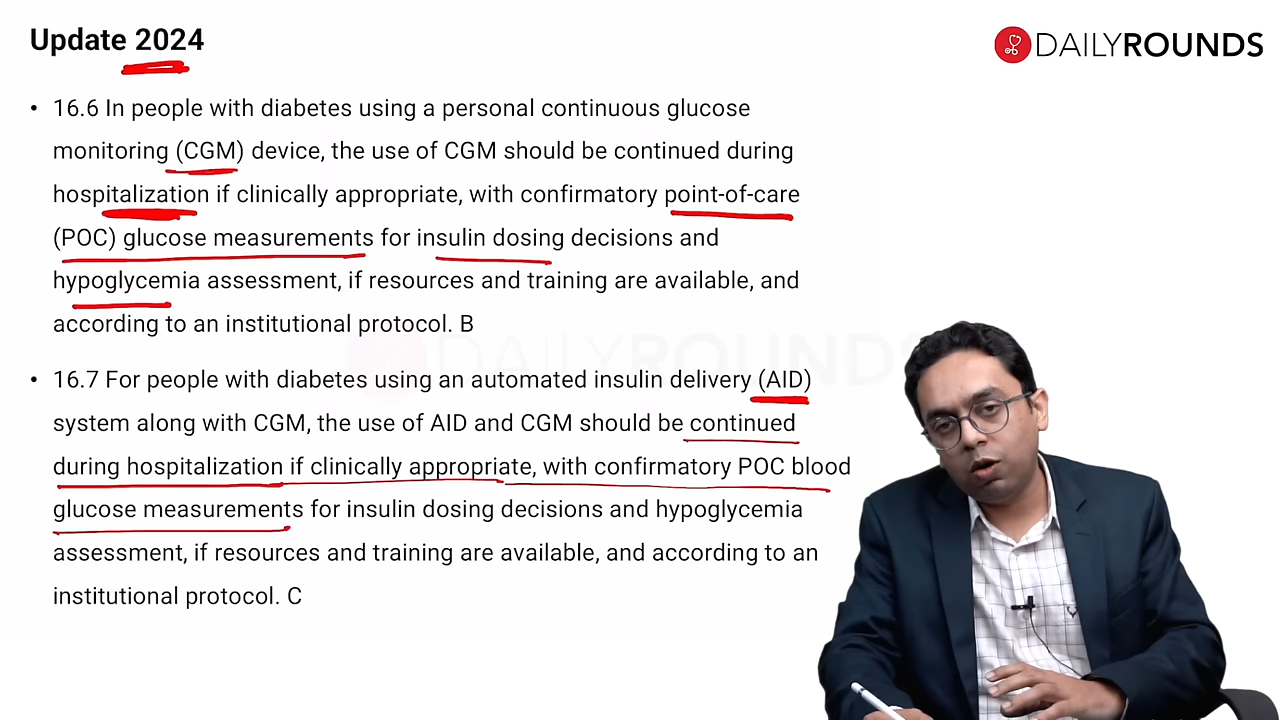 Update 2024
DAILYROUNDS
• 16.6 In people with diabetes using a personal continuous glucose
monitoring (CGM) device, the use of CGM should be continued during
hospitalization if clinically appropriate, with confirmatory point-of-care
(POC) glucose measurements for insulin dosing decisions and
hypoglycemia assessment, if resources and training are available, and
according to an institutional protocol. B
DAILYROUNDS
• 16.7 For people with diabetes using an automated insulin delivery (AID)
system along with CGM, the use of AID and CGM should be continued
during hospitalization if clinically appropriate, with confirmatory POC blood
glucose measurements for insulin dosing decisions and hypoglycemia
assessment, if resources and training are available, and according to an
institutional protocol. C